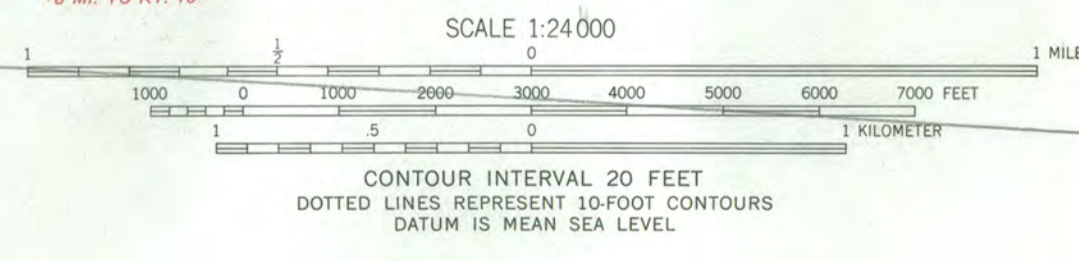 SCALE 1:24000
1 ½ 0 1 MILE
1000 0 1000 2000 3000 4000 5000 6000 7000 FEET
1 .5 0 1 KILOMETER
CONTOUR INTERVAL 20 FEET
DOTTED LINES REPRESENT 10-FOOT CONTOURS
DATUM IS MEAN SEA LEVEL